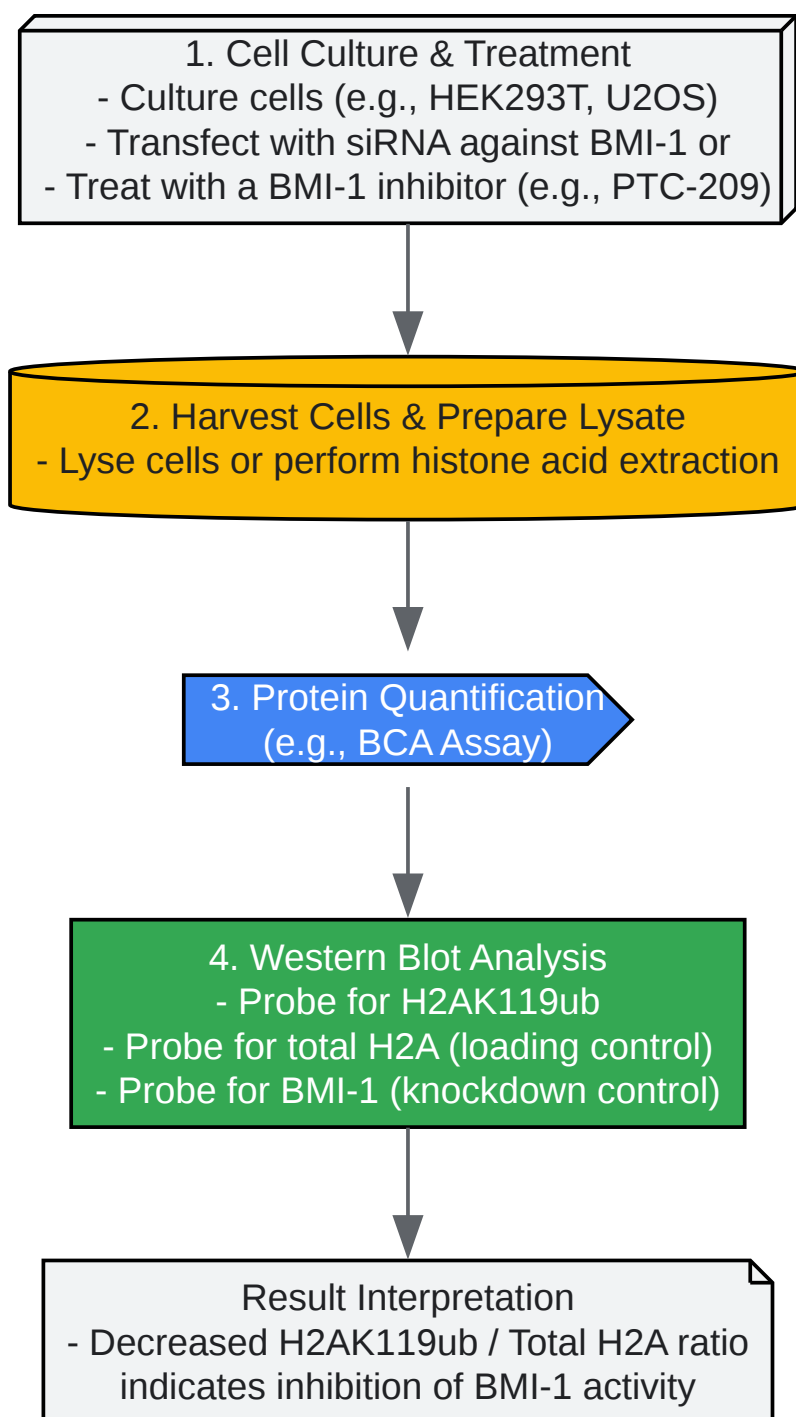 1. Cell Culture & Treatment
- Culture cells (e.g., HEK293T, U2OS)
- Transfect with siRNA against BMI-1 or
- Treat with a BMI-1 inhibitor (e.g., PTC-209)
2. Harvest Cells & Prepare Lysate
- Lyse cells or perform histone acid extraction
3. Protein Quantification
(e.g., BCA Assay)
4. Western Blot Analysis
- Probe for H2AK119ub
- Probe for total H2A (loading control)
- Probe for BMI-1 (knockdown control)
Result Interpretation
- Decreased H2AK119ub / Total H2A ratio
indicates inhibition of BMI-1 activity